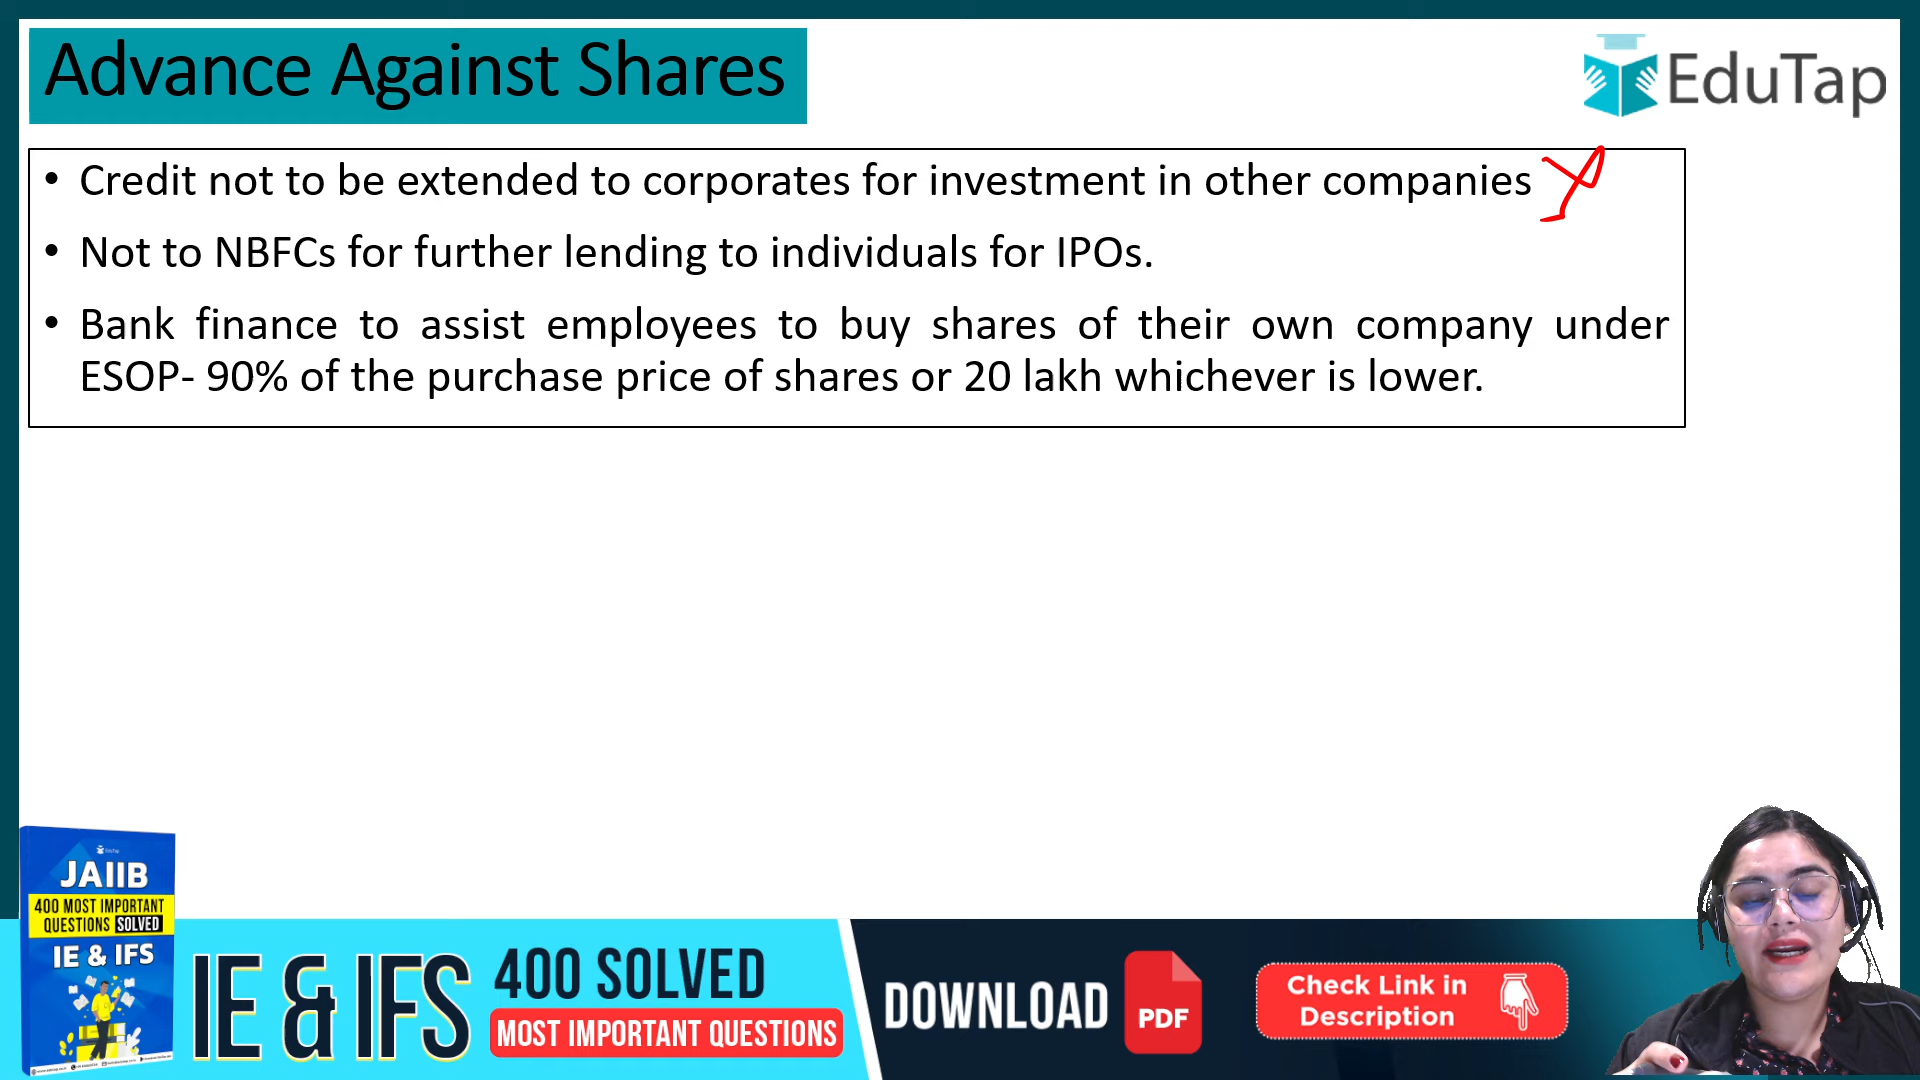 Advance Against Shares
EduTap
• Credit not to be extended to corporates for investment in other companies
• Not to NBFCs for further lending to individuals for IPOs.
• Bank finance to assist employees to buy shares of their own company under
ESOP- 90% of the purchase price of shares or 20 lakh whichever is lower.
EduTap
JAIIB
400 MOST IMPORTANT
QUESTIONS SOLVED
IE & IFS
IE & IFS
400 SOLVED
MOST IMPORTANT QUESTIONS
DOWNLOAD
PDF
Check Link in
Description